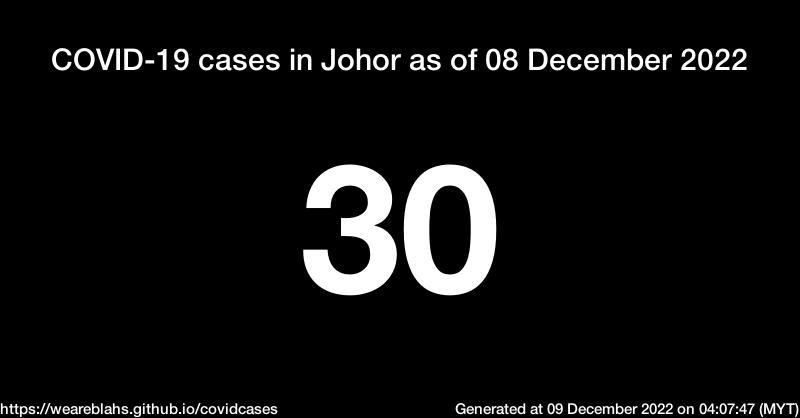 COVID-19 cases in Johor as of 08 December 2022
30
https://weareblahs.github.io/covidcases
Generated at 09 December 2022 on 04:07:47 (MYT)